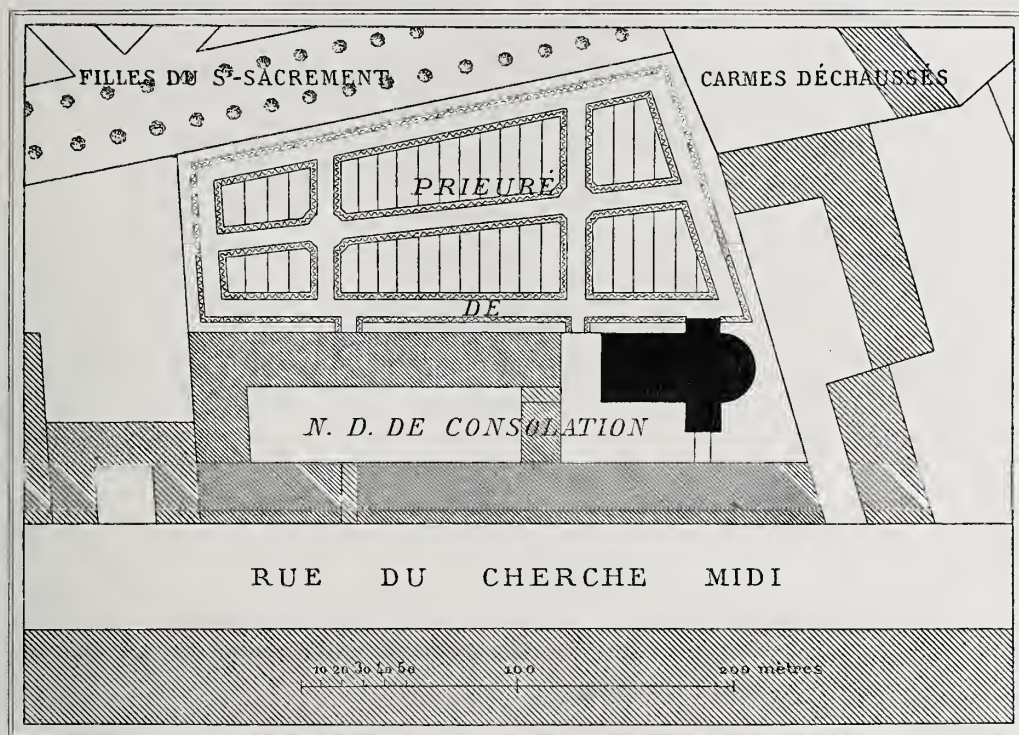 FILLES DU St-SACREMENT
CARMES DÉCHAUSSÉS
PRIEURÉ
DE
N. D. DE CONSOLATION
RUE DU CHERCHE MIDI
10 20 30 40 50 100 200 mètres